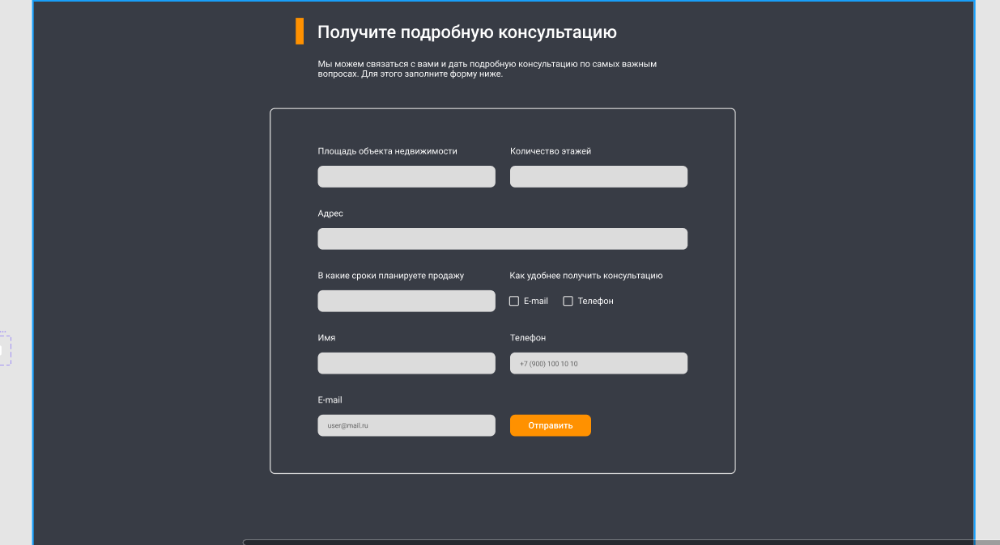 Получите подробную консультацию
Мы можем связаться с вами и дать подробную консультацию по самых важным
вопросах. Для этого заполните форму ниже.
Площадь объекта недвижимости
Количество этажей
Адрес
В какие сроки планируете продажу
Как удобнее получить консультацию
E-mail
Телефон
Имя
Телефон
+7 (900) 100 10 10
E-mail
user@mail.ru
Отправить